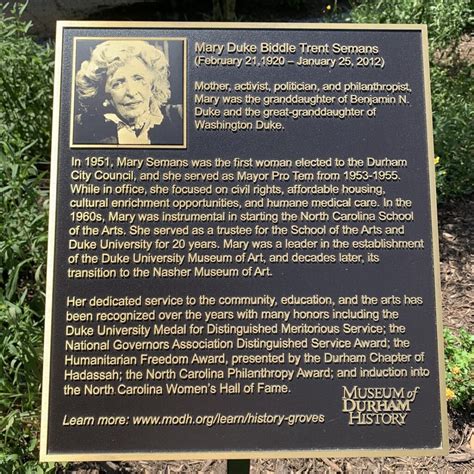 Mary Duke Biddle Trent Semans
(February 21,1920 – January 25, 2012)
Mother, activist, politician, and philanthropist,
Mary was the granddaughter of Benjamin N.
Duke and the great-granddaughter of
Washington Duke.
In 1951, Mary Semans was the first woman elected to the Durham
City Council, and she served as Mayor Pro Tem from 1953-1955.
While in office, she focused on civil rights, affordable housing,
cultural enrichment opportunities, and humane medical care. In the
1960s, Mary was instrumental in starting the North Carolina School
of the Arts. She served as a trustee for the School of the Arts and
Duke University for 20 years. Mary was a leader in the establishment
of the Duke University Museum of Art, and decades later, its
transition to the Nasher Museum of Art.
Her dedicated service to the community, education, and the arts has
been recognized over the years with many honors including the
Duke University Medal for Distinguished Meritorious Service; the
National Governors Association Distinguished Service Award; the
Humanitarian Freedom Award, presented by the Durham Chapter of
Hadassah; the North Carolina Philanthropy Award; and induction into
the North Carolina Women's Hall of Fame.
Learn more: www.modh.org/learn/history-groves
MUSEUM of
DURHAM
HISTORY